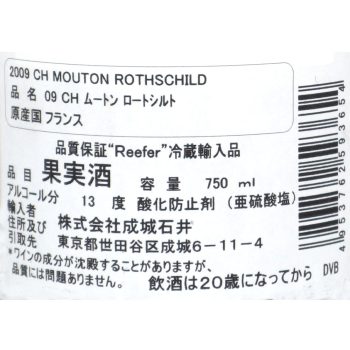 2009 CH MOUTON ROTHSCHILD
品 名 09 CH ムートン ロートシルト
原産国 フランス
品質保証“Reefer”冷蔵輸入品
品目 果実酒 容量 750 ml
アルコール分 13 度 酸化防止剤 (亜硫酸塩)
輸入者
住所及び 株式会社成城石井
引取先 東京都世田谷区成城6-11-4
*ワインの成分が沈殿することがありますが、
品質には問題ありません。 飲酒は20歳になってから DVB
4953762593654